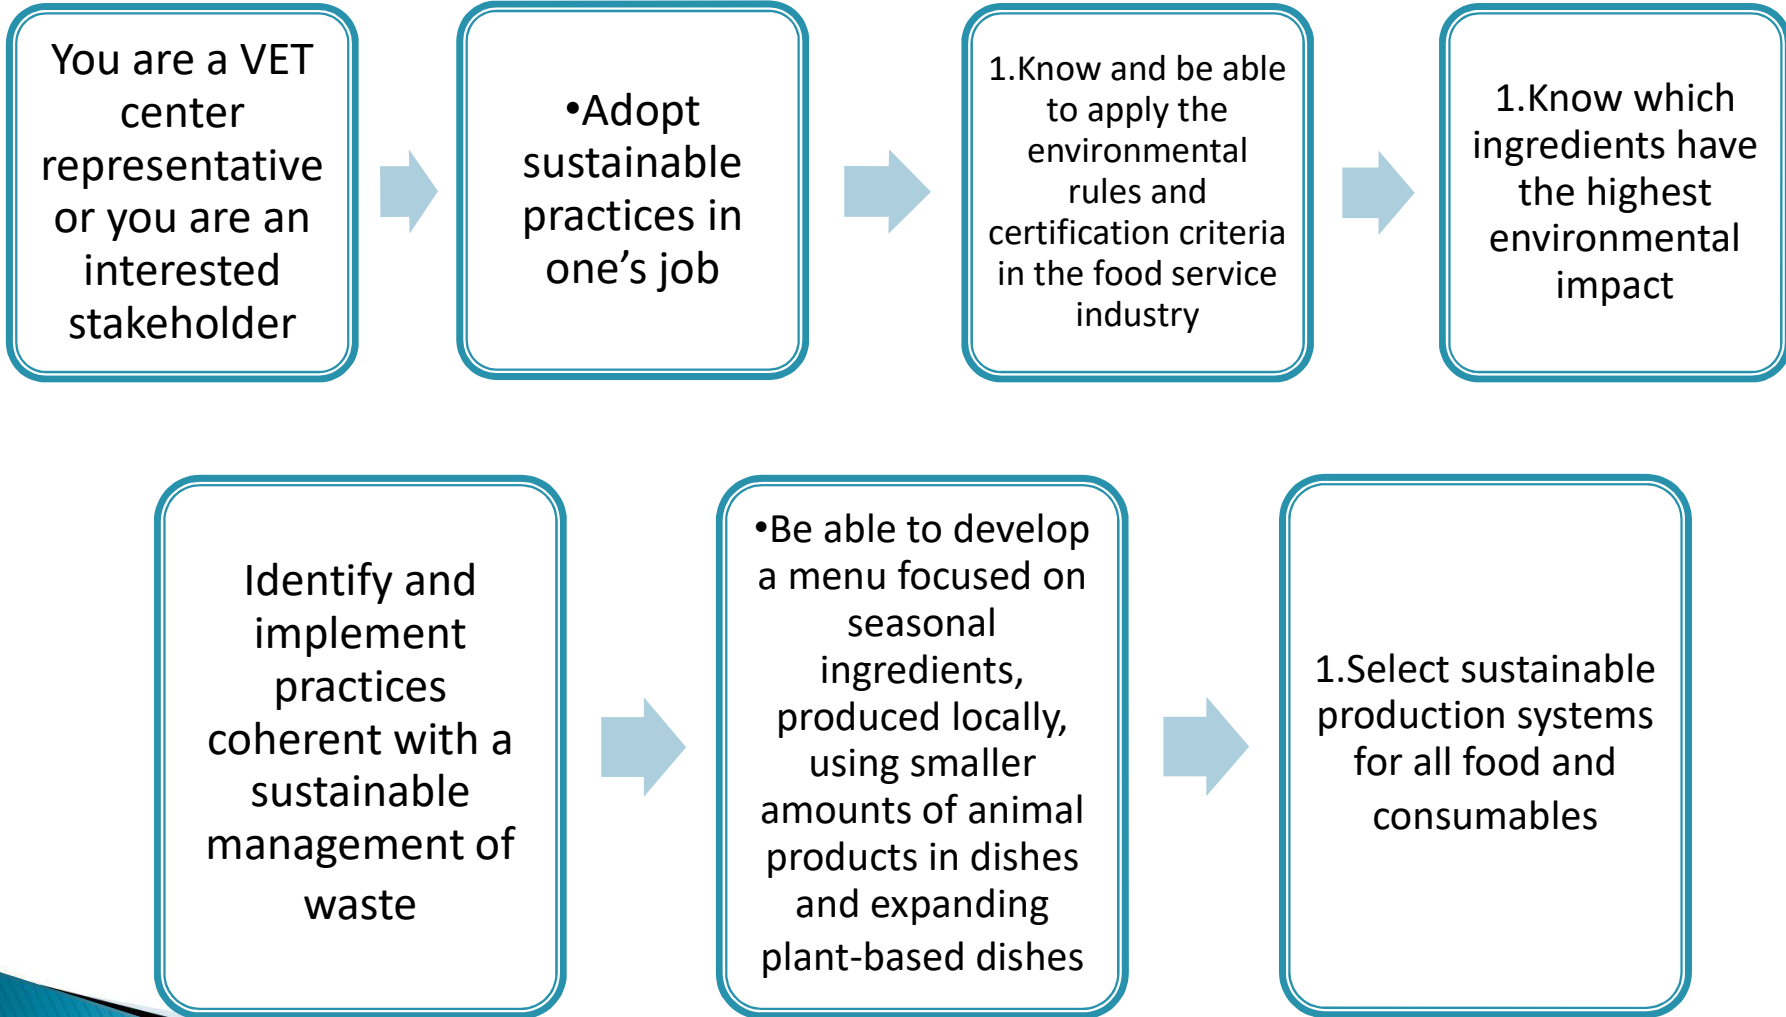 You are a VET
center
representative
or you are an
interested
stakeholder
•Adopt
sustainable
practices in
one’s job
1.Know and be able
to apply the
environmental
rules and
certification criteria
in the food service
industry
1.Know which
ingredients have
the highest
environmental
impact
Identify and
implement
practices
coherent with a
sustainable
management of
waste
•Be able to develop
a menu focused on
seasonal
ingredients,
produced locally,
using smaller
amounts of animal
products in dishes
and expanding
plant-based dishes
1.Select sustainable
production systems
for all food and
consumables